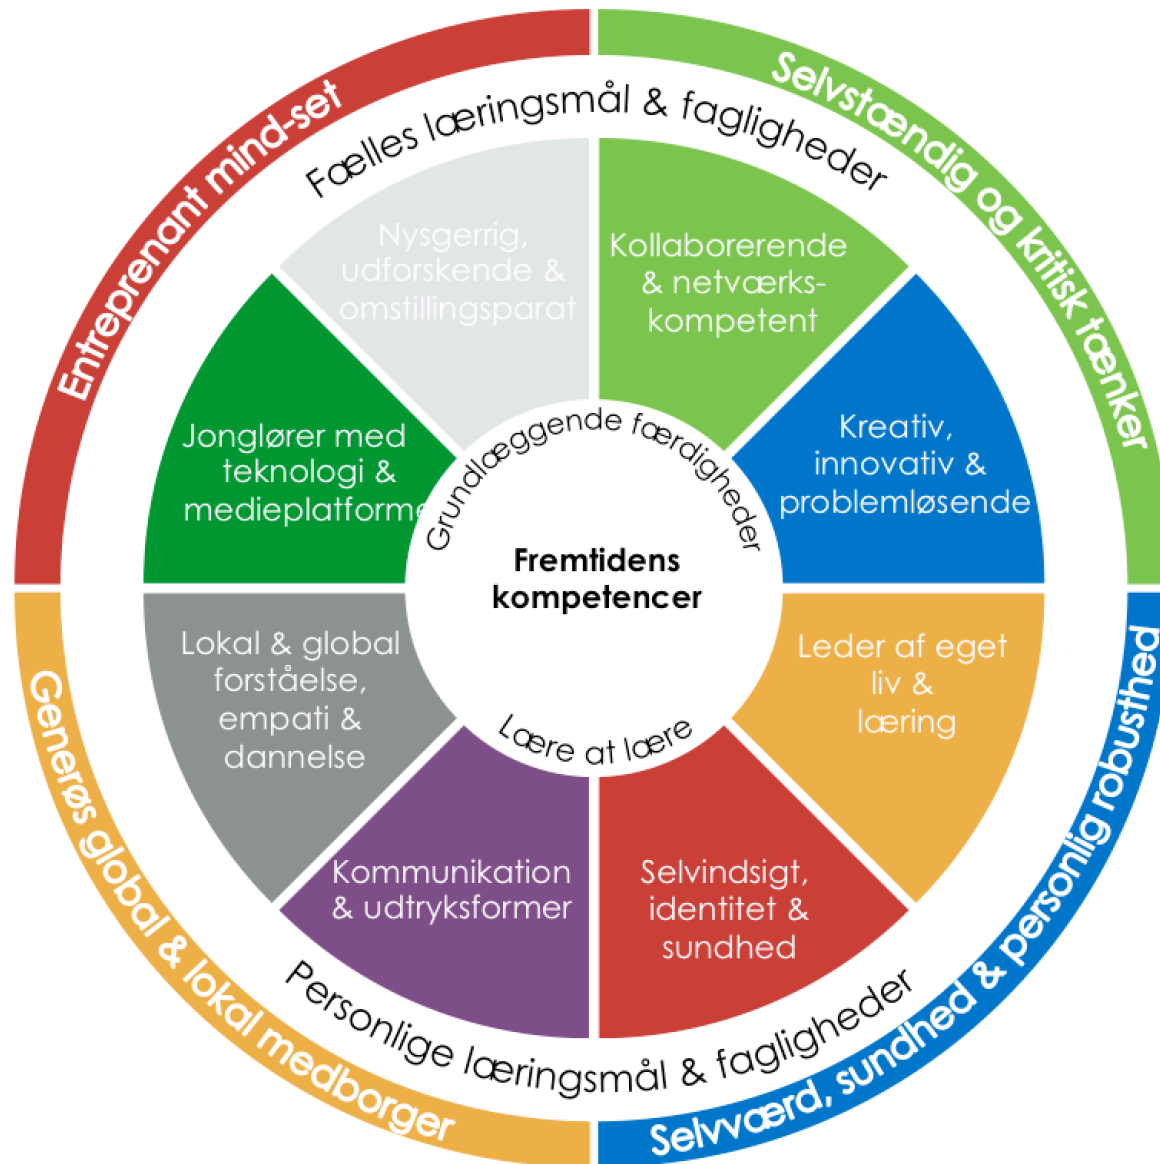 Entreprenant mind-set
Selvstændig og kritisk tænker
Fælles læringsmål & fagligheder
Nysgerrig,
udforskende &
omstillingsparat
Kollaborerende
& netværks-
kompetent
Jonglører med
teknologi &
medieplatforme
Kreativ,
innovativ &
problemløsende
Grundlæggende færdigheder
Fremtidens
kompetencer
Lære at lære
Lokal & global
forståelse,
empati &
dannelse
Leder af eget
liv &
læring
Kommunikation
& udtryksformer
Selvindsigt,
identitet &
sundhed
Personlige læringsmål & fagligheder
Generøs global & lokal medborger
Selvværd, sundhed & personlig robusthed